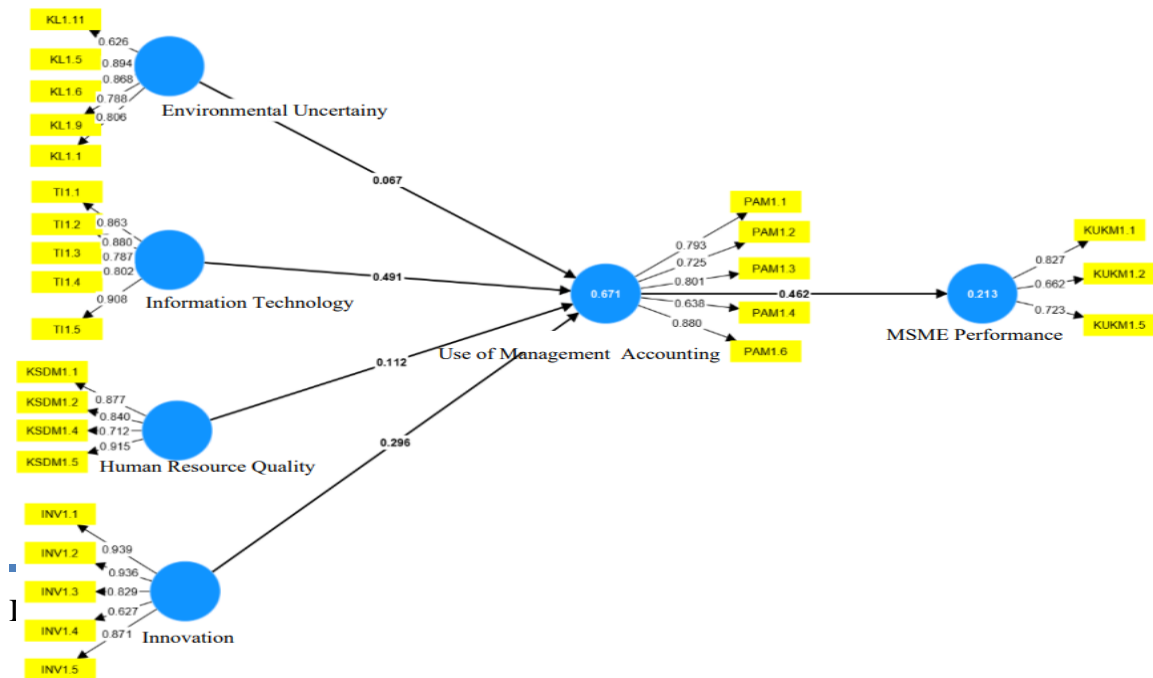 KL1.11
0.626
KL1.5
0.894
KL1.6
0.868
0.788
KL1.9
0.806
KL1.1
Environmental Uncertainy
0.067
TI1.1
0.863
TI1.2
0.880
TI1.3
0.787
TI1.4
0.802
0.908
TI1.5
Information Technology
0.491
KSDM1.1
0.877
KSDM1.2
0.840
KSDM1.4
0.712
0.915
KSDM1.5
Human Resource Quality
0.112
INV1.1
0.939
INV1.2
0.936
INV1.3
0.829
0.627
INV1.4
0.871
INV1.5
Innovation
0.296
0.671
Use of Management Accounting
PAM1.1
0.793
PAM1.2
0.725
PAM1.3
0.801
0.638
PAM1.4
0.880
PAM1.6
0.462
0.213
MSME Performance
KUKM1.1
0.827
KUKM1.2
0.662
0.723
KUKM1.5